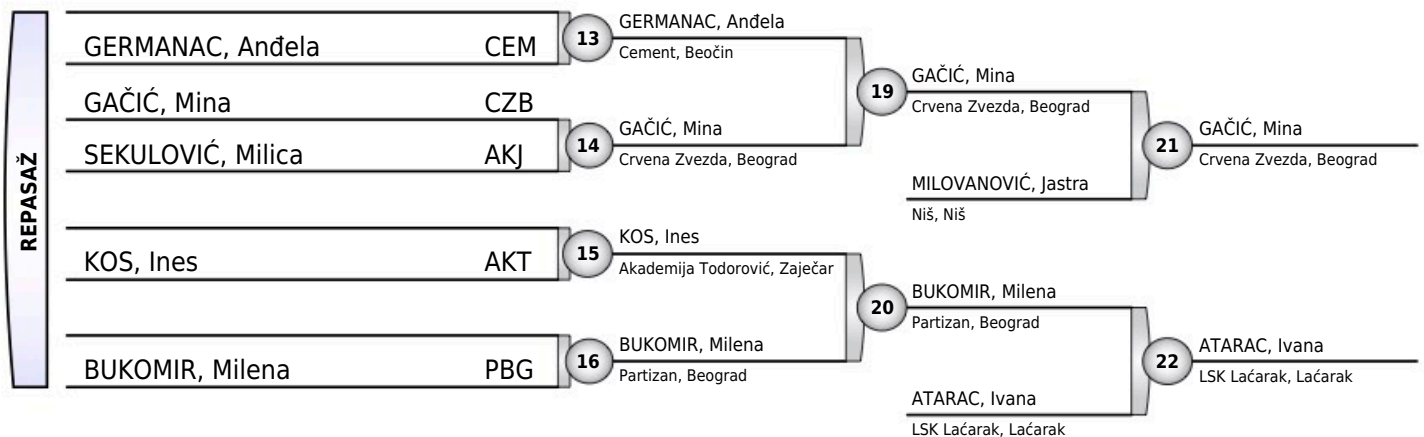 REPASAŽ
GERMANAC, Anđela CEM
GAČIĆ, Mina CZB
SEKULOVIĆ, Milica AKJ
KOS, Ines AKT
BUKOMIR, Milena PBG
13
GERMANAC, Anđela
Cement, Beočin
14
GAČIĆ, Mina
Crvena Zvezda, Beograd
15
KOS, Ines
Akademija Todorović, Zaječar
16
BUKOMIR, Milena
Partizan, Beograd
19
GAČIĆ, Mina
Crvena Zvezda, Beograd
MILOVANOVIĆ, Jastra
Niš, Niš
20
BUKOMIR, Milena
Partizan, Beograd
ATARAC, Ivana
LSK Laćarak, Laćarak
21
GAČIĆ, Mina
Crvena Zvezda, Beograd
22
ATARAC, Ivana
LSK Laćarak, Laćarak